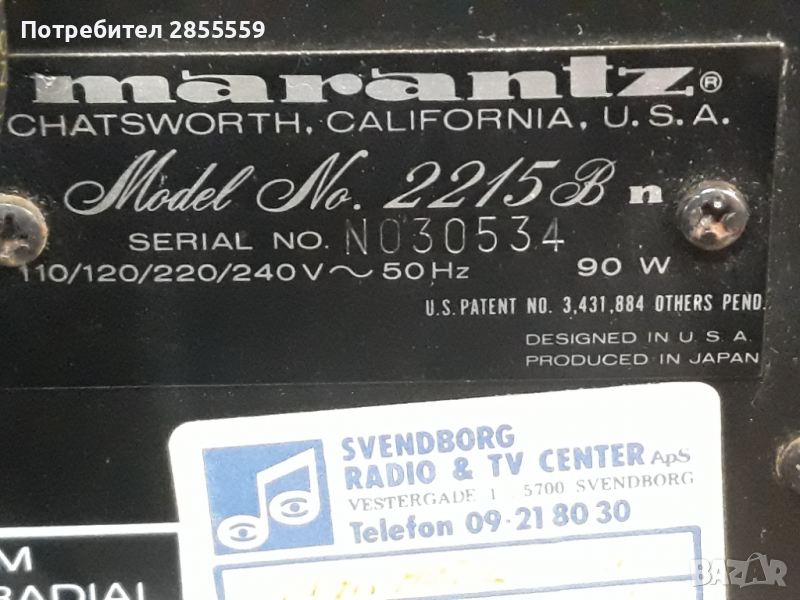 Потребител 2855559
marantz®
CHATSWORTH, CALIFORNIA, U.S.A.
Model No. 2215B n
SERIAL NO. N030534
110/120/220/240V～50Hz 90 W
U.S. PATENT NO. 3,431,884 OTHERS PEND.
DESIGNED IN U.S.A.
PRODUCED IN JAPAN
SVENDBORG
RADIO & TV CENTER ApS
VESTERGADE 1 5700 SVENDBORG
Telefon 09-21 80 30
M
RADIAL
BAZAR